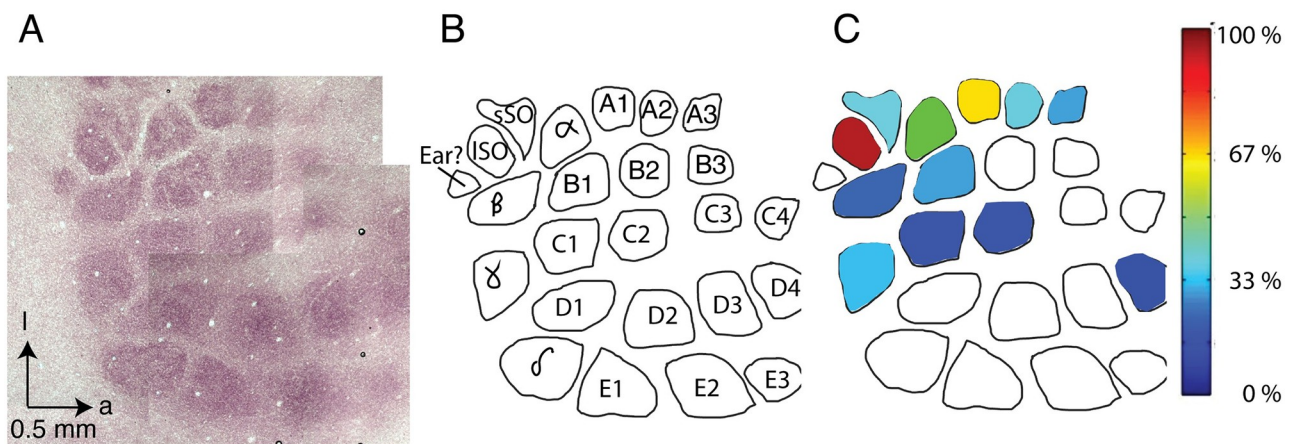 A
l
a
0.5 mm
B
sSO
α
A1
A2
A3
lSO
Ear?
β
B1
B2
B3
C1
C2
C3
C4
γ
D1
D2
D3
D4
δ
E1
E2
E3
C
100 %
67 %
33 %
0 %